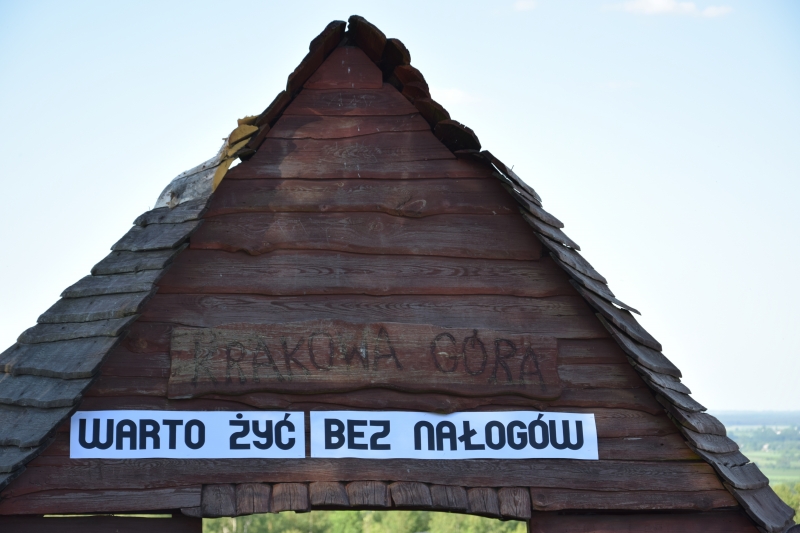 KRAKOWA GÓRA
WARTO ŻYĆ BEZ NAŁOGÓW